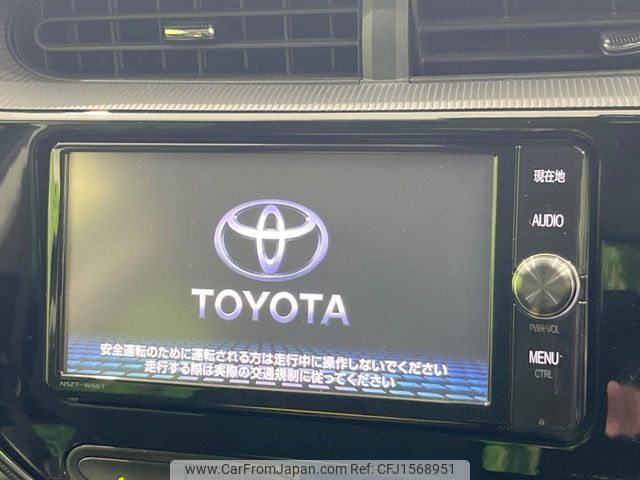 現在地
AUDIO
TOYOTA
PWR•VOL
安全運転のために運転される方は走行中に操作しないでください
走行する際は実際の交通規制に従ってください
MENU
CTRL
NSZT-W66T
www.CarFromJapan.com CFJ1568951